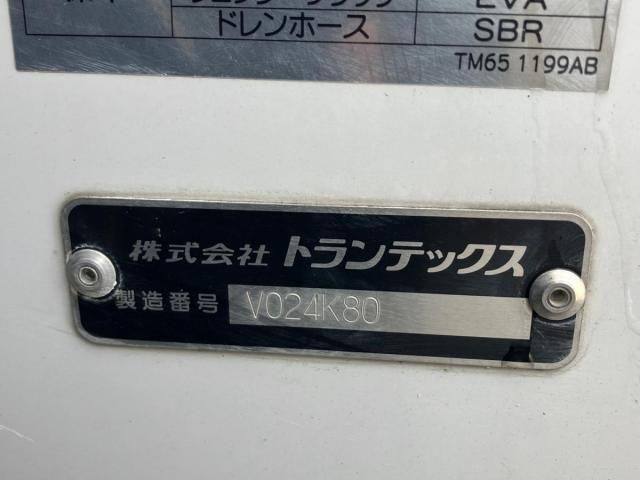 EVA
ドレンホース SBR
TM65 1199AB
株式会社 トランテックス
製造番号 V024K80